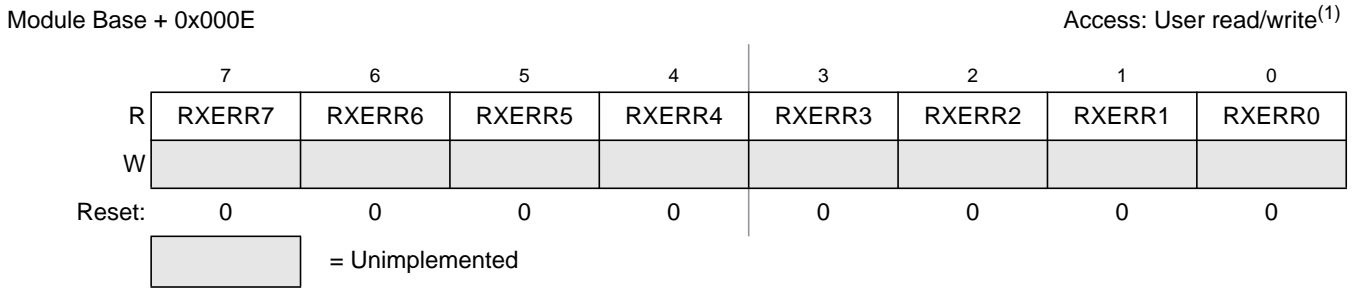 Module Base + 0x000E Access: User read/write(1)
7 6 5 4 3 2 1 0
R RXERR7 RXERR6 RXERR5 RXERR4 RXERR3 RXERR2 RXERR1 RXERR0
W
Reset: 0 0 0 0 0 0 0 0
= Unimplemented